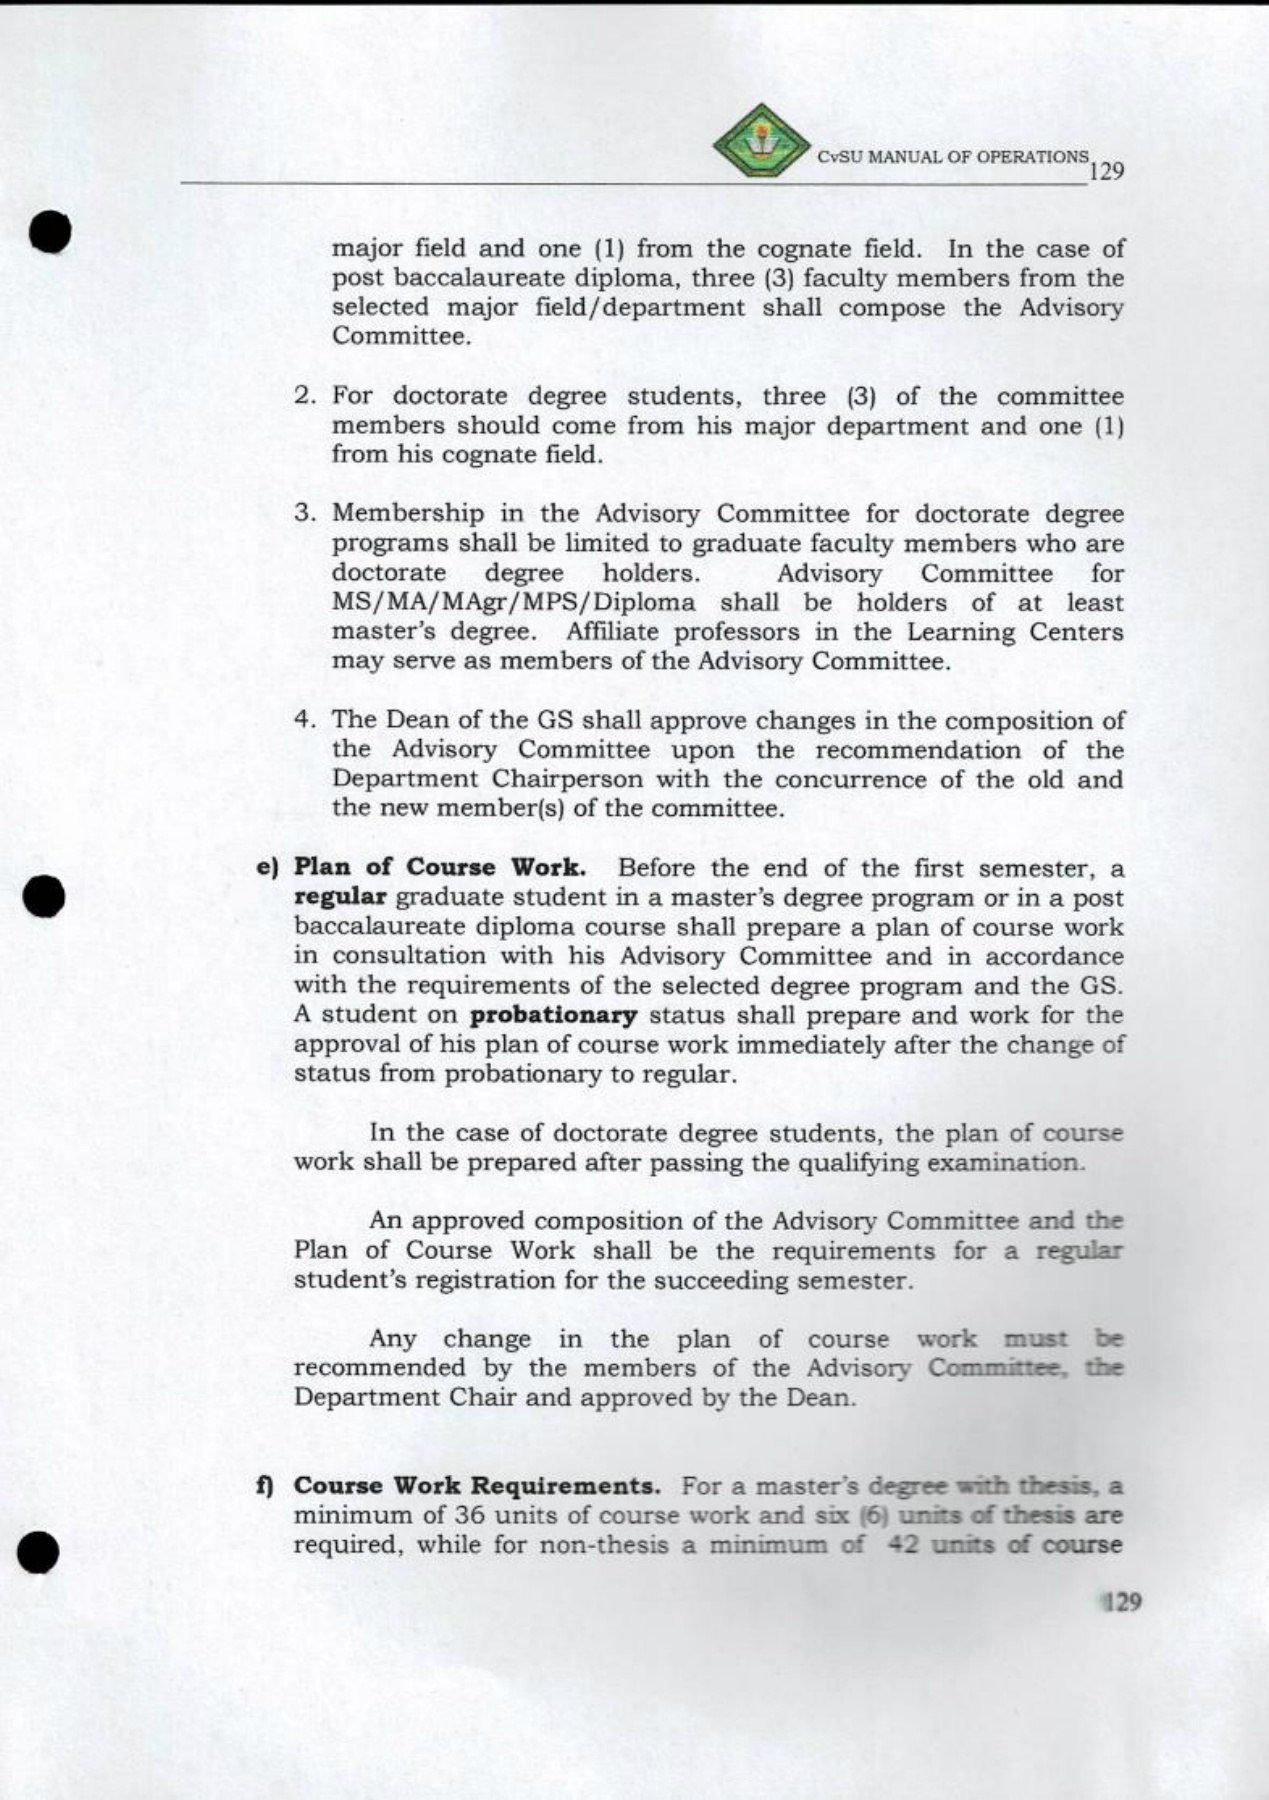 CvSU MANUAL OF OPERATIONS
129
major field and one (1) from the cognate field. In the case of
post baccalaureate diploma, three (3) faculty members from the
selected major field/department shall compose the Advisory
Committee.
2. For doctorate degree students, three (3) of the committee
members should come from his major department and one (1)
from his cognate field.
3. Membership in the Advisory Committee for doctorate degree
programs shall be limited to graduate faculty members who are
doctorate degree holders. Advisory Committee for
MS/MA/MAgr/MPS/Diploma shall be holders of at least
master's degree. Affiliate professors in the Learning Centers
may serve as members of the Advisory Committee.
4. The Dean of the GS shall approve changes in the composition of
the Advisory Committee upon the recommendation of the
Department Chairperson with the concurrence of the old and
the new member(s) of the committee.
e) Plan of Course Work. Before the end of the first semester, a
regular graduate student in a master's degree program or in a post
baccalaureate diploma course shall prepare a plan of course work
in consultation with his Advisory Committee and in accordance
with the requirements of the selected degree program and the GS.
A student on probationary status shall prepare and work for the
approval of his plan of course work immediately after the change of
status from probationary to regular.
In the case of doctorate degree students, the plan of course
work shall be prepared after passing the qualifying examination.
An approved composition of the Advisory Committee and the
Plan of Course Work shall be the requirements for a regular
student's registration for the succeeding semester.
Any change in the plan of course work must be
recommended by the members of the Advisory Committee, the
Department Chair and approved by the Dean.
f) Course Work Requirements. For a master's degree with thesis, a
minimum of 36 units of course work and six (6) units of thesis are
required, while for non-thesis a minimum of 42 units of course
129